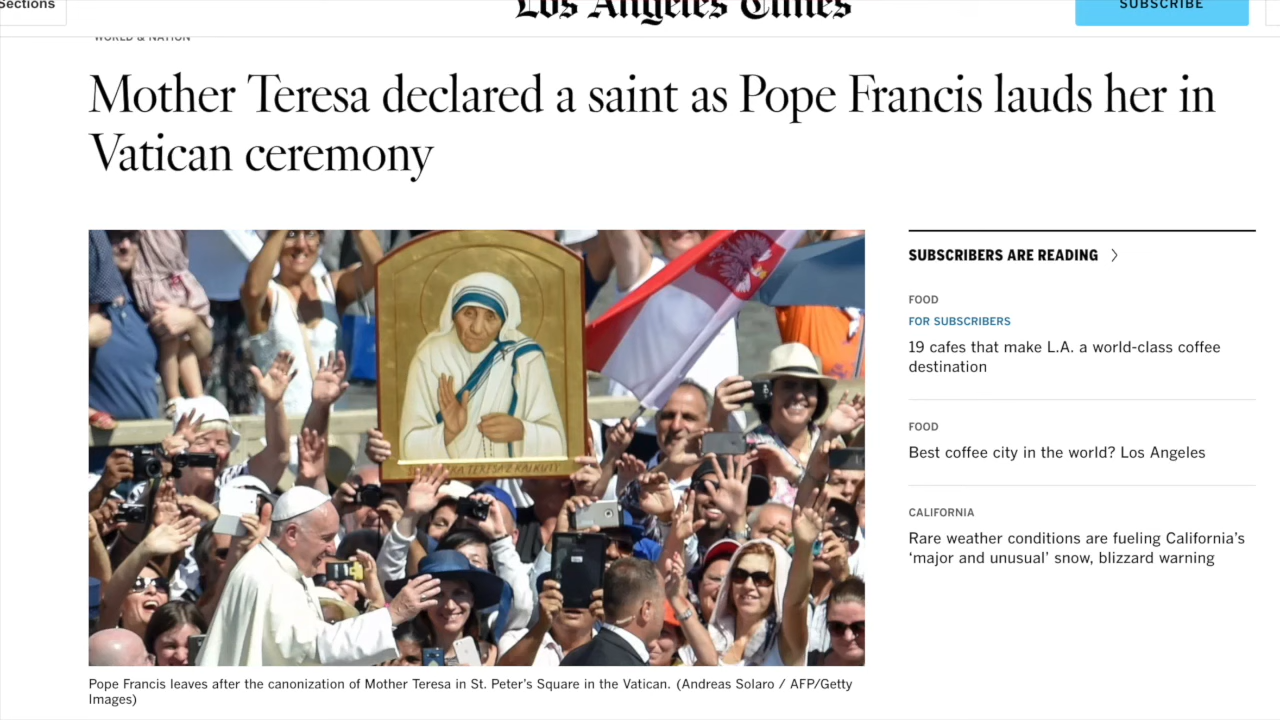 Sections
Los Angeles Times
SUBSCRIBE
WORLD & NATION
Mother Teresa declared a saint as Pope Francis lauds her in
Vatican ceremony
Pope Francis leaves after the canonization of Mother Teresa in St. Peter’s Square in the Vatican. (Andreas Solaro / AFP/Getty
Images)
SUBSCRIBERS ARE READING
FOOD
FOR SUBSCRIBERS
19 cafes that make L.A. a world-class coffee
destination
FOOD
Best coffee city in the world? Los Angeles
CALIFORNIA
Rare weather conditions are fueling California’s
‘major and unusual’ snow, blizzard warning